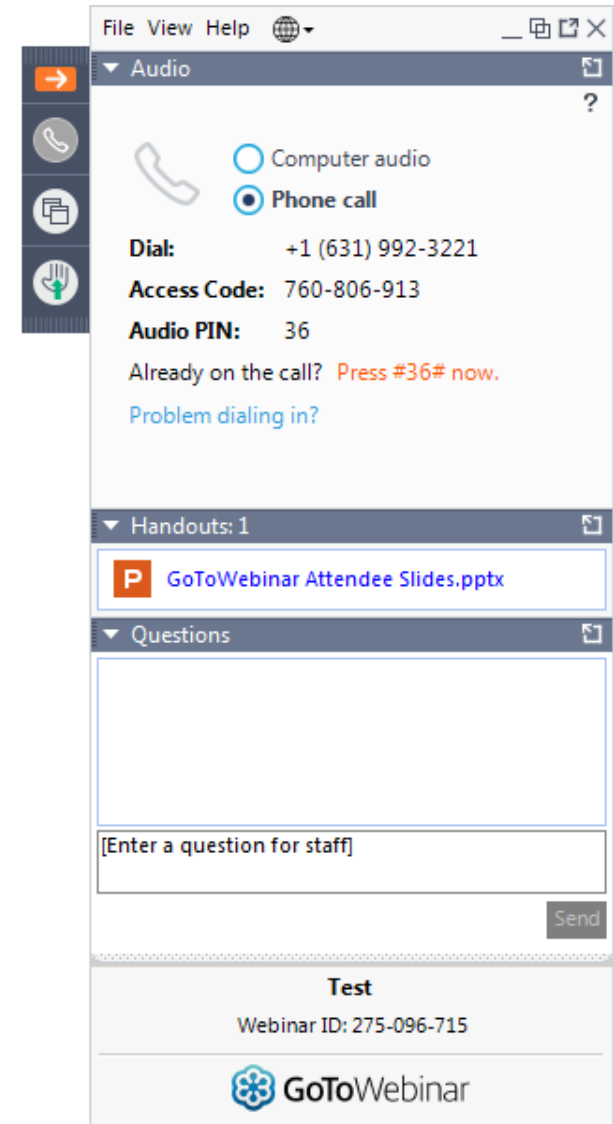 File View Help
Audio
?
Computer audio
Phone call
Dial: +1 (631) 992-3221
Access Code: 760-806-913
Audio PIN: 36
Already on the call? Press #36# now.
Problem dialing in?
Handouts: 1
P GoToWebinar Attendee Slides.pptx
Questions
[Enter a question for staff]
Send
Test
Webinar ID: 275-096-715
GoToWebinar